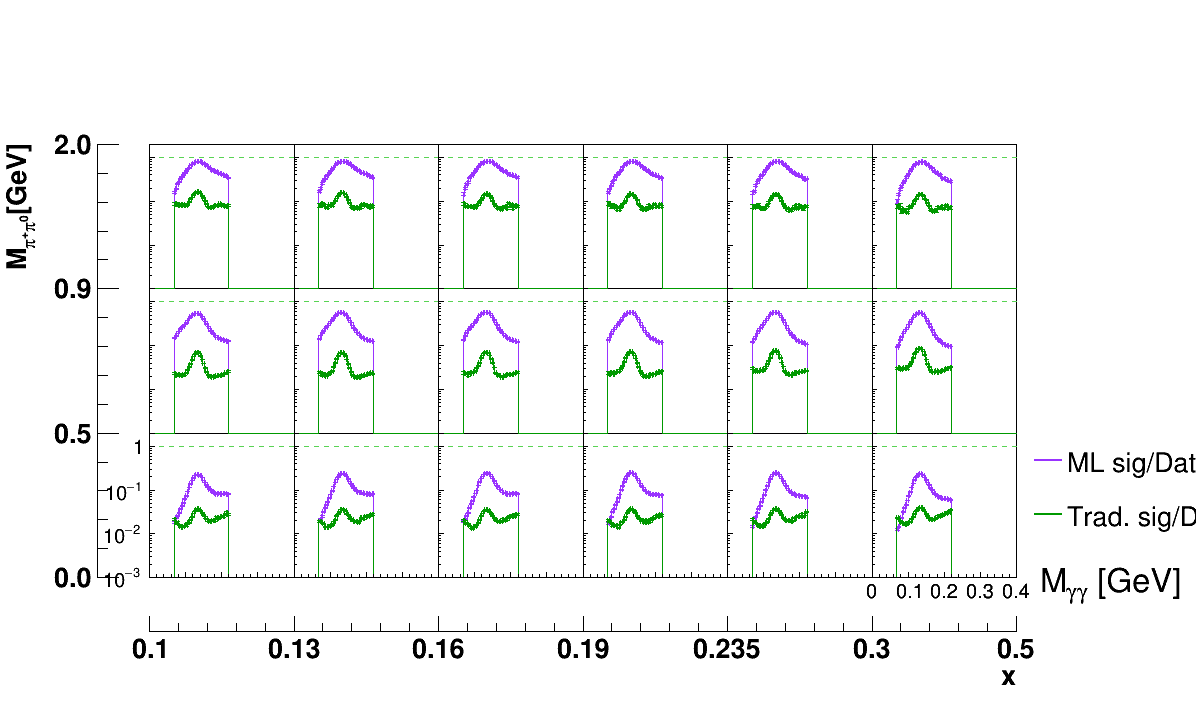 2.0
M_{π⁺π⁰}[GeV]
0.9
0.5
1
10⁻¹
ML sig/Dat
Trad. sig/D
10⁻²
0.0
10⁻³
0 0.1 0.2 0.3 0.4
M_{γγ} [GeV]
0.1 0.13 0.16 0.19 0.235 0.3 0.5
x